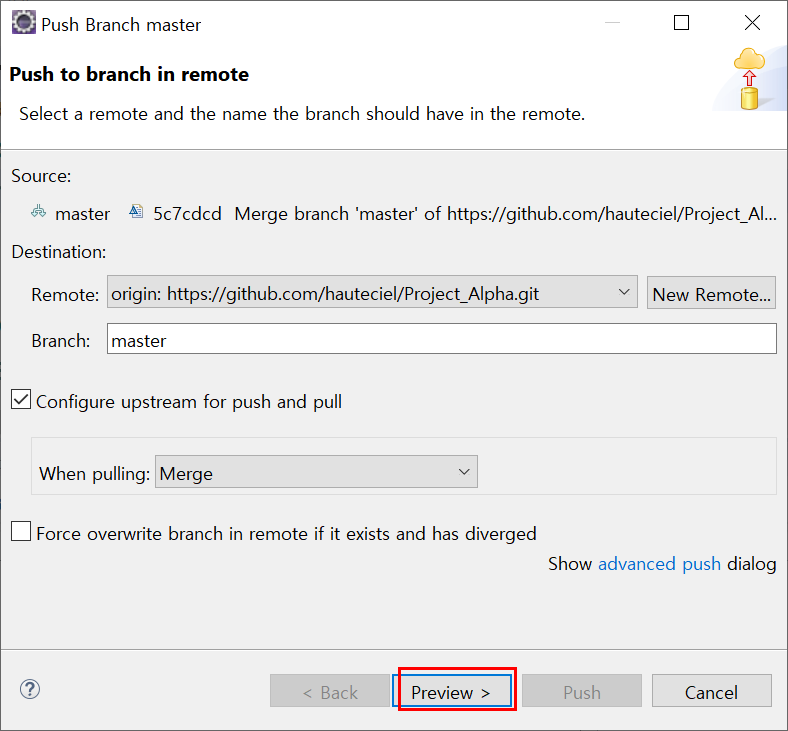 Push Branch master
Push to branch in remote
Select a remote and the name the branch should have in the remote.
Source:
master 5c7cdcd Merge branch 'master' of https://github.com/hauteciel/Project_Al...
Destination:
Remote: origin: https://github.com/hauteciel/Project_Alpha.git New Remote...
Branch: master
Configure upstream for push and pull
When pulling: Merge
Force overwrite branch in remote if it exists and has diverged
Show advanced push dialog
? < Back Preview > Push Cancel